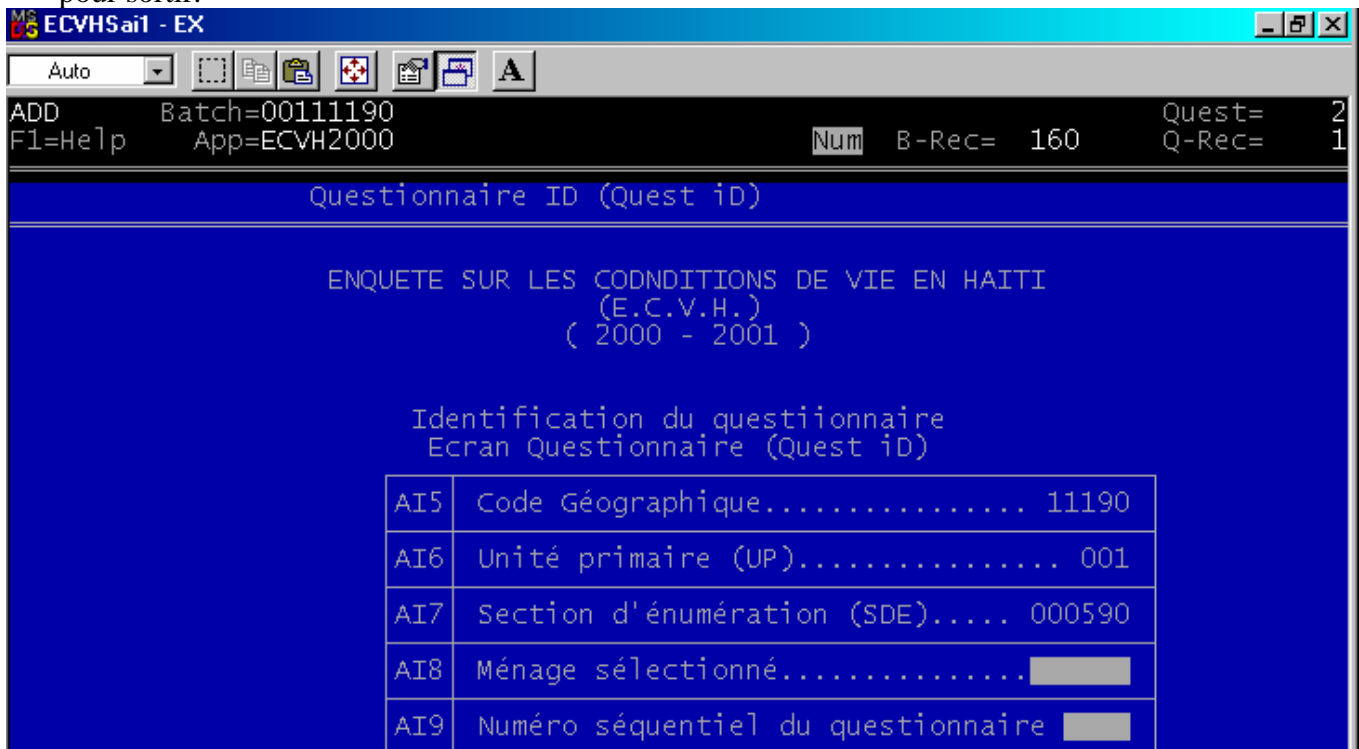 pour sortir.
ECVHSai1 - EX
Auto A
ADD Batch=00111190 Quest= 2
F1=Help App=ECVH2000 Num B-Rec= 160 Q-Rec= 1
Questionnaire ID (Quest iD)
ENQUETE SUR LES CODNDITIONS DE VIE EN HAITI
(E.C.V.H.)
( 2000 - 2001 )
Identification du questiionnaire
Ecran Questionnaire (Quest iD)
AI5 Code Géographique................ 11190
AI6 Unité primaire (UP)................ 001
AI7 Section d'énumération (SDE)..... 000590
AI8 Ménage sélectionné...............
AI9 Numéro séquentiel du questionnaire